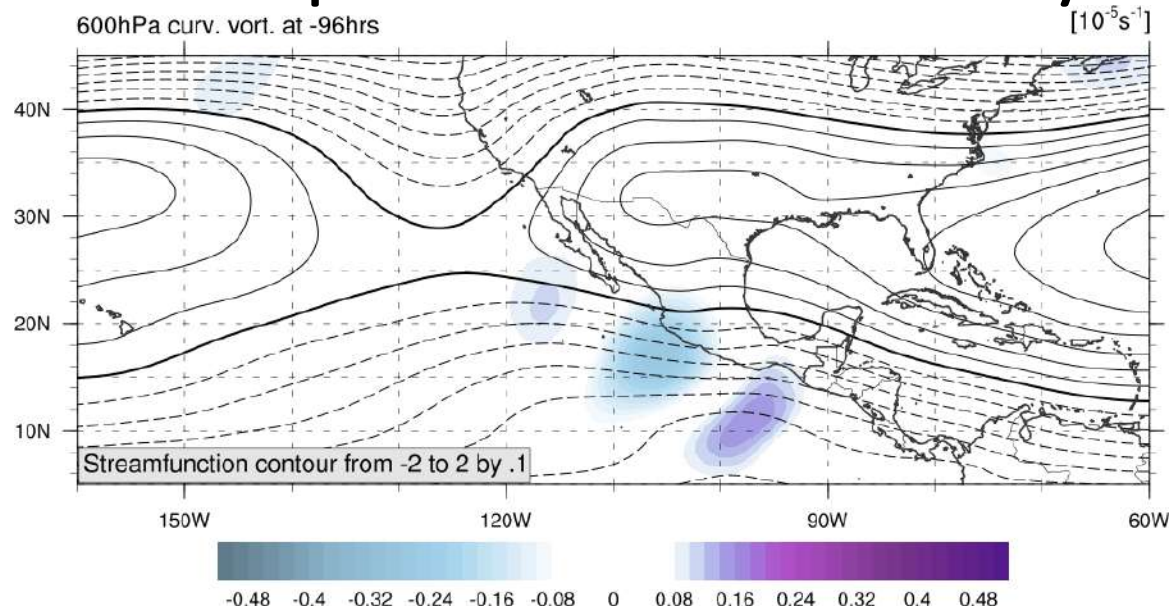 600hPa curv. vort. at -96hrs
[10⁻⁵s⁻¹]
40N
30N
20N
10N
Streamfunction contour from -2 to 2 by .1
150W 120W 90W 60W
-0.48 -0.4 -0.32 -0.24 -0.16 -0.08 0 0.08 0.16 0.24 0.32 0.4 0.48